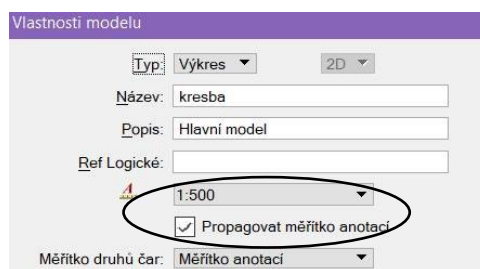 Vlastnosti modelu
Typ: Výkres 2D
Název: kresba
Popis: Hlavní model
Ref Logické:
1:500
Propagovat měřítko anotací
Měřítko druhů čar: Měřítko anotací